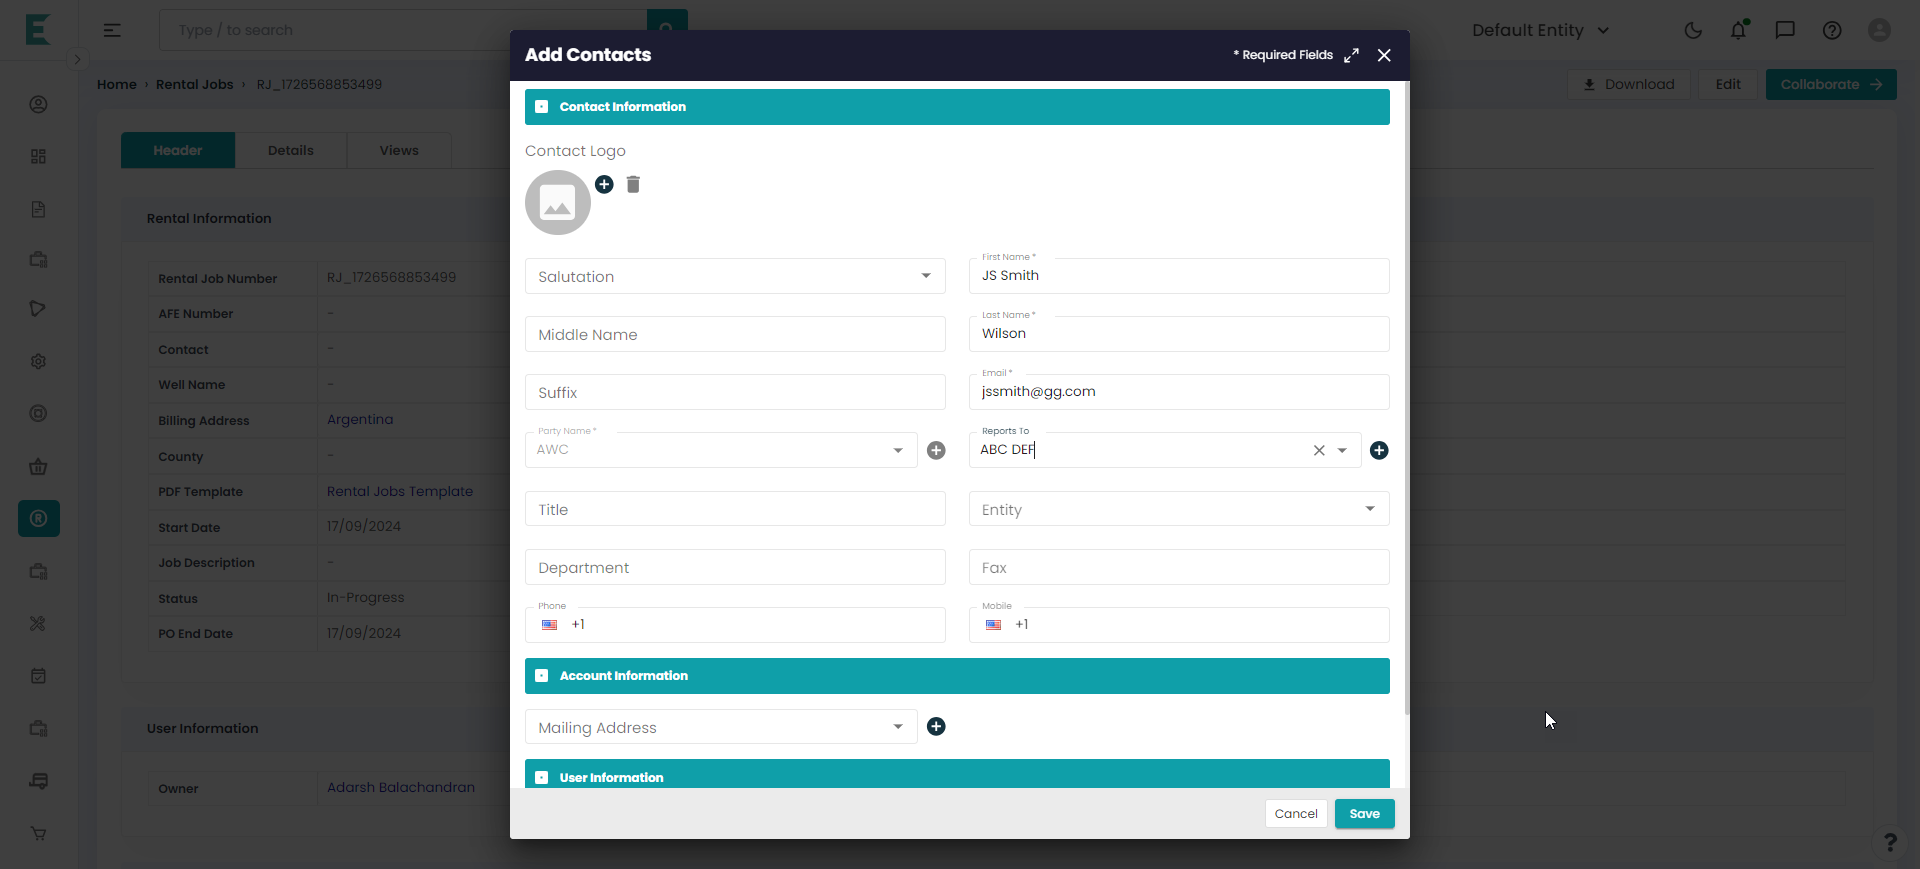 Type / to search
Default Entity
Add Contacts
* Required Fields
Home › Rental Jobs › RJ_1726568853499
Download
Edit
Collaborate
Header
Details
Views
Rental Information
Rental Job Number RJ_1726568853499
AFE Number -
Contact -
Well Name -
Billing Address Argentina
County -
PDF Template Rental Jobs Template
Start Date 17/09/2024
Job Description -
Status In-Progress
PO End Date 17/09/2024
User Information
Owner Adarsh Balachandran
Contact Information
Contact Logo
Salutation
First Name *
JS Smith
Middle Name
Last Name *
Wilson
Suffix
Email *
jssmith@gg.com
Party Name *
AWC
Reports To
ABC DEF
Title
Entity
Department
Fax
Phone
+1
Mobile
+1
Account Information
Mailing Address
User Information
Cancel
Save